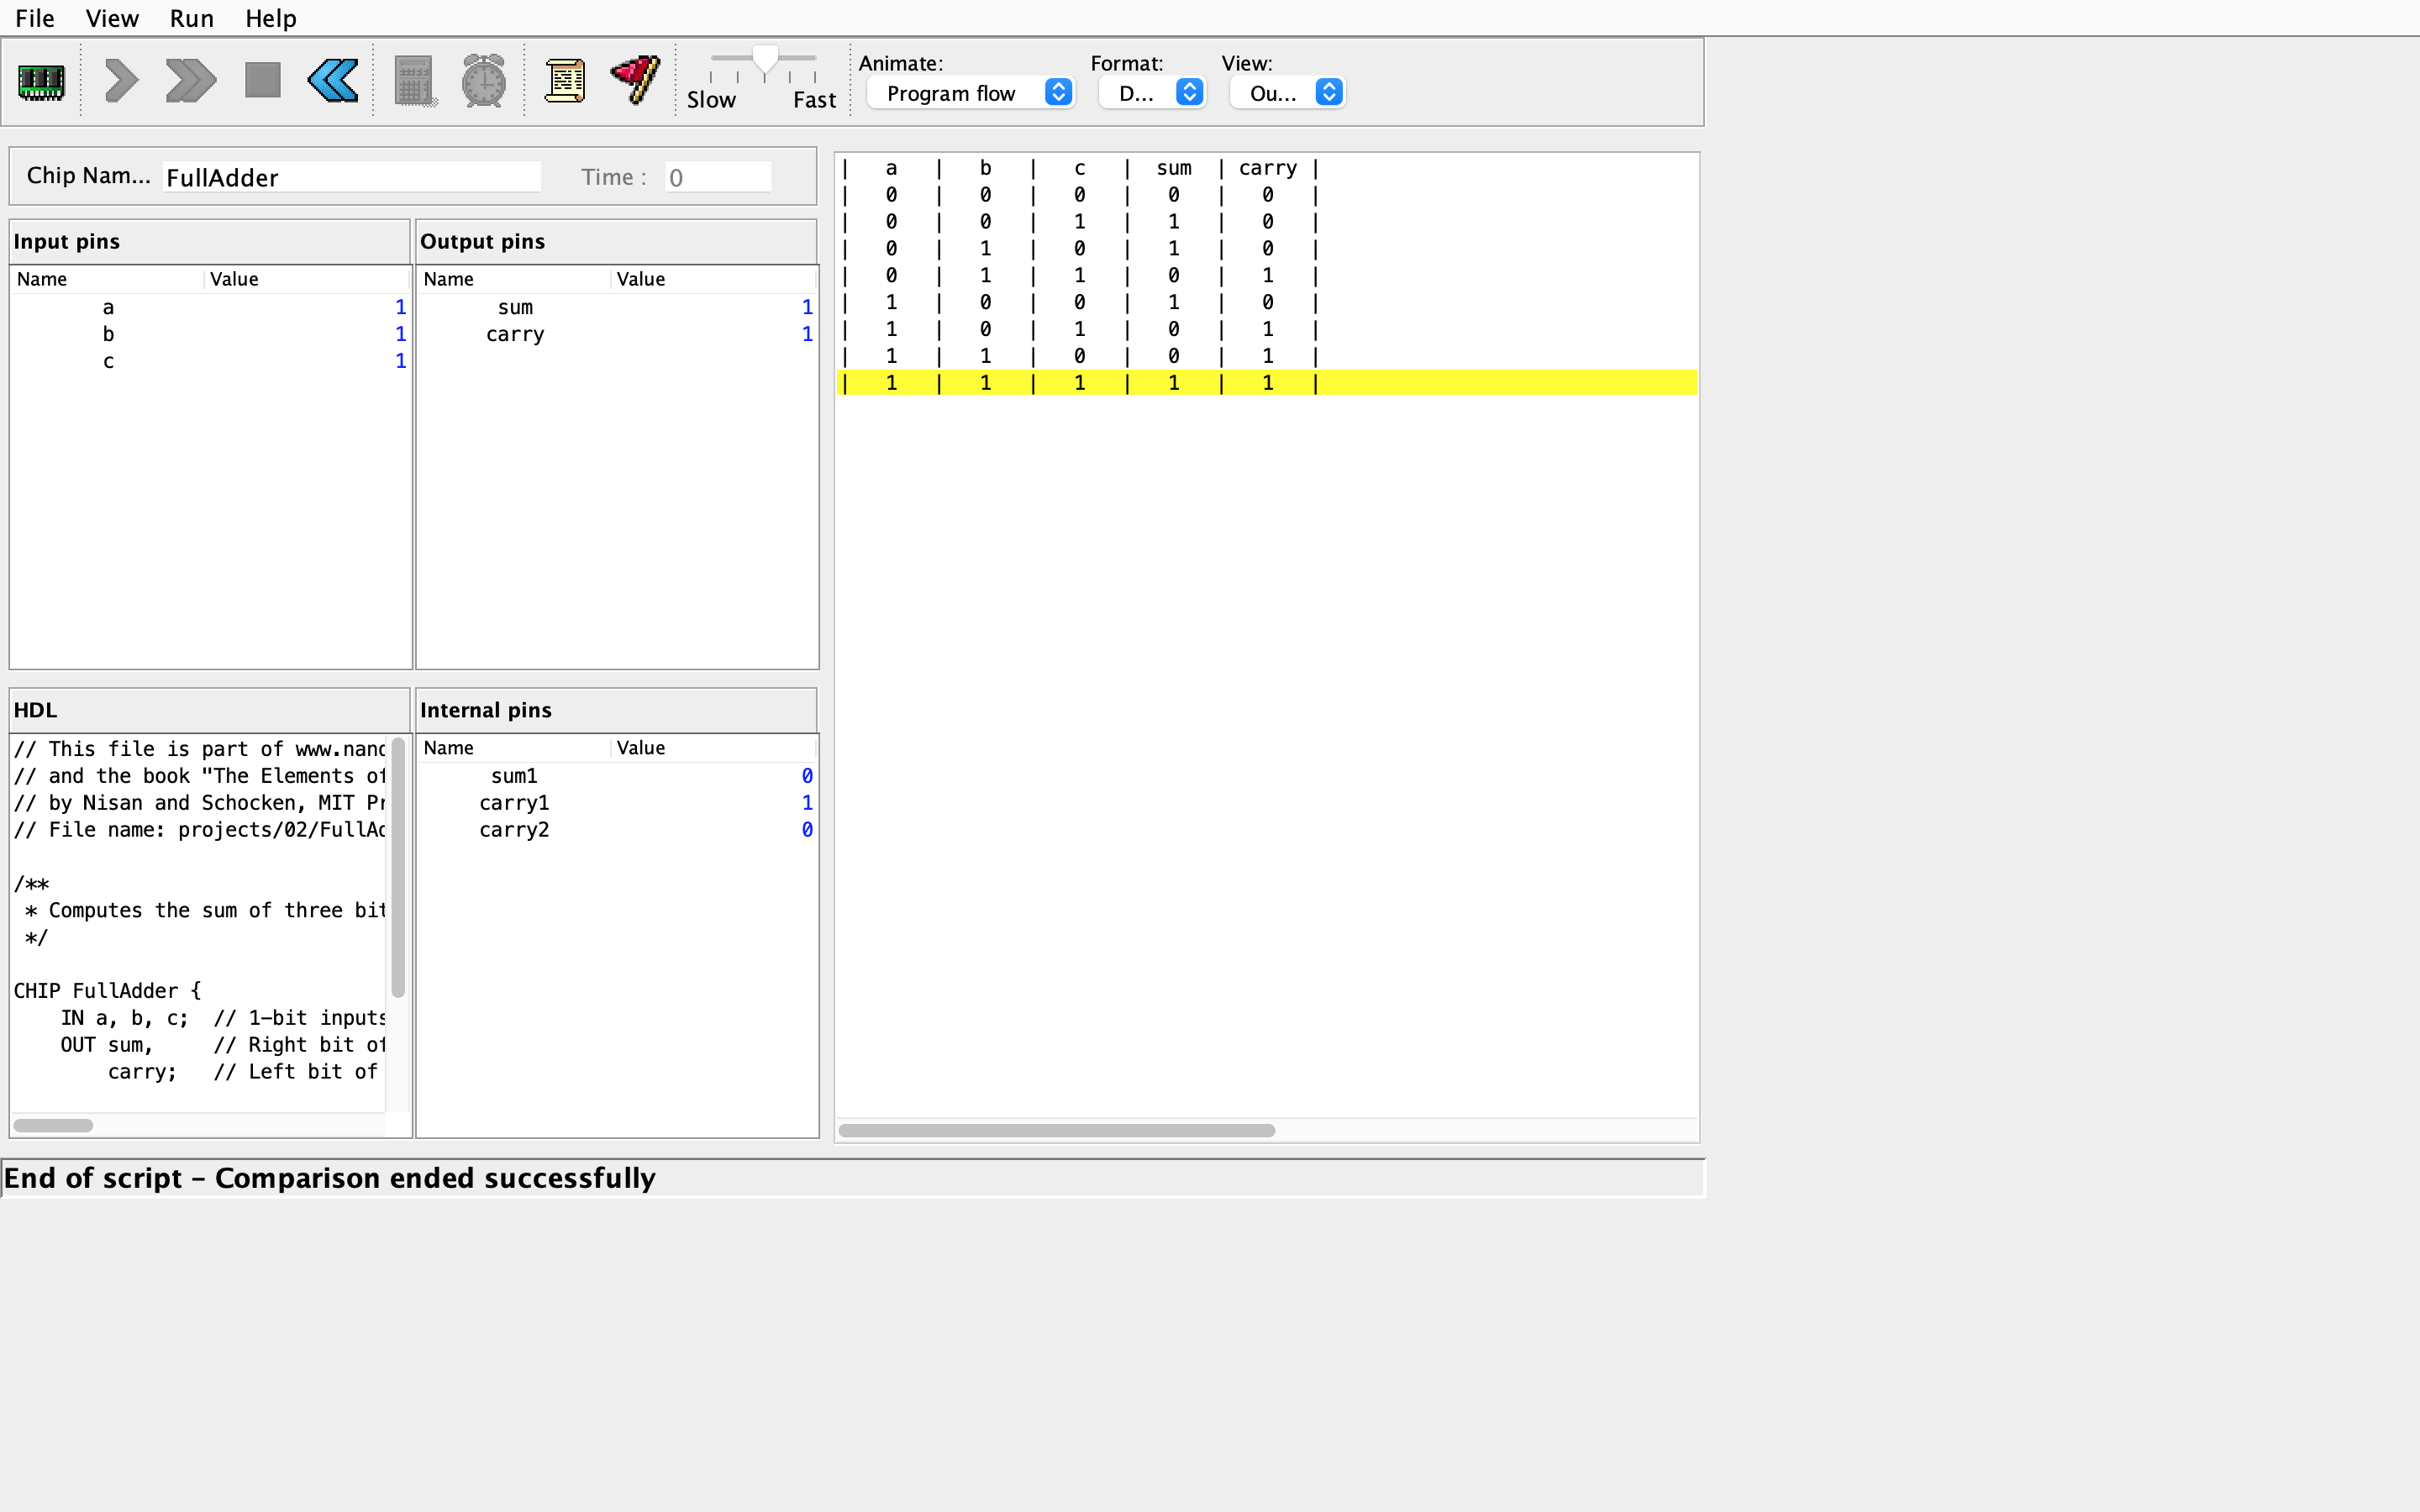 File View Run Help
Animate: Format: View:
Slow Fast Program flow D... Ou...
Chip Nam... FullAdder Time : 0
Input pins Output pins
Name Value Name Value
a 1 sum 1
b 1 carry 1
c 1
HDL Internal pins
// This file is part of www.nand Name Value
// and the book "The Elements of sum1 0
// by Nisan and Schocken, MIT Pr carry1 1
// File name: projects/02/FullAd carry2 0
/**
* Computes the sum of three bit
*/
CHIP FullAdder {
IN a, b, c; // 1-bit inputs
OUT sum, // Right bit of
carry; // Left bit of
| a | b | c | sum | carry |
| 0 | 0 | 0 | 0 | 0 |
| 0 | 0 | 1 | 1 | 0 |
| 0 | 1 | 0 | 1 | 0 |
| 0 | 1 | 1 | 0 | 1 |
| 1 | 0 | 0 | 1 | 0 |
| 1 | 0 | 1 | 0 | 1 |
| 1 | 1 | 0 | 0 | 1 |
| 1 | 1 | 1 | 1 | 1 |
End of script - Comparison ended successfully